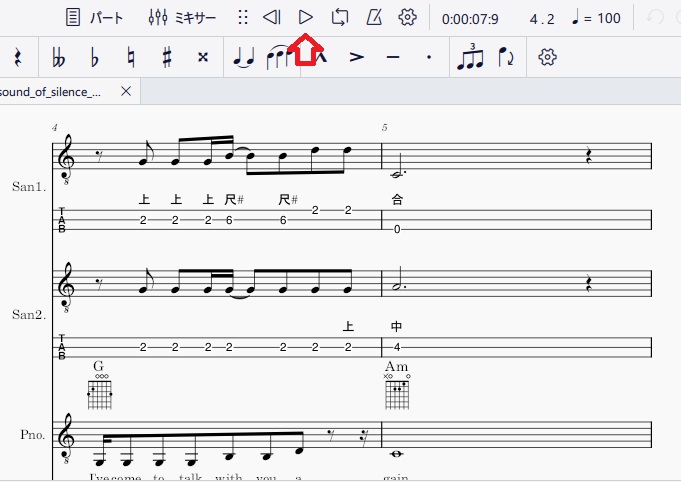 パート ミキサー 0:00:07:9 4 . 2 = 100
3
sound_of_silence_...
4 5
上 上 上 尺# 尺# 合
San1.
T 2 2
A 2 2 2 6 6
B 0
上 中
San2.
T
A 2 2 2 2 2 2 2 4
B
G Am
Pno.
I've come to talk with you a gain